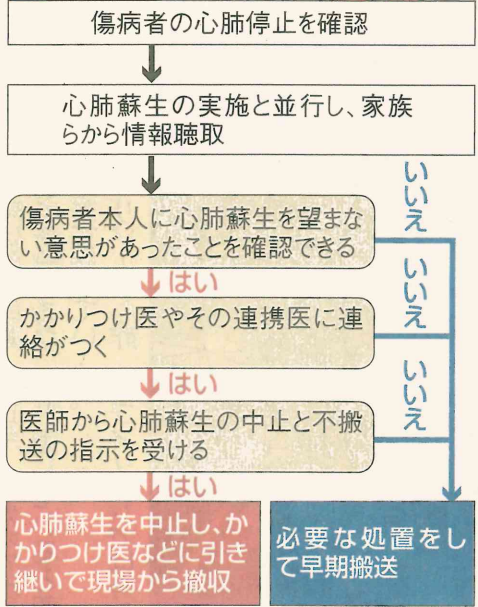 傷病者の心肺停止を確認
心肺蘇生の実施と並行し、家族
らから情報聴取
いいえ
傷病者本人に心肺蘇生を望まな
い意思があったことを確認できる
はい
いいえ
かかりつけ医やその連携医に連
絡がつく
はい
いいえ
医師から心肺蘇生の中止と不搬
送の指示を受ける
はい
心肺蘇生を中止し、か
かりつけ医などに引き
継いで現場から撤収
必要な処置をし
て早期搬送